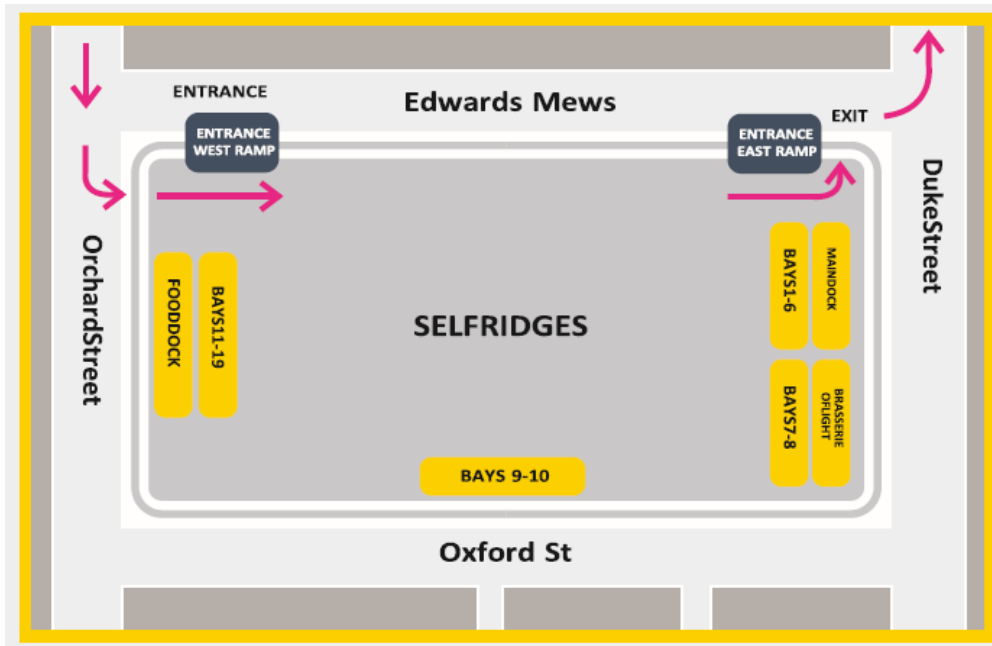 ENTRANCE
Edwards Mews
EXIT
ENTRANCE
WEST RAMP
ENTRANCE
EAST RAMP
OrchardStreet
DukeStreet
FOODDOCK
BAYS11-19
SELFRIDGES
BAYS1-6
MAINDOCK
BAYS7-8
BRASSERIE
OFLIGHT
BAYS 9-10
Oxford St